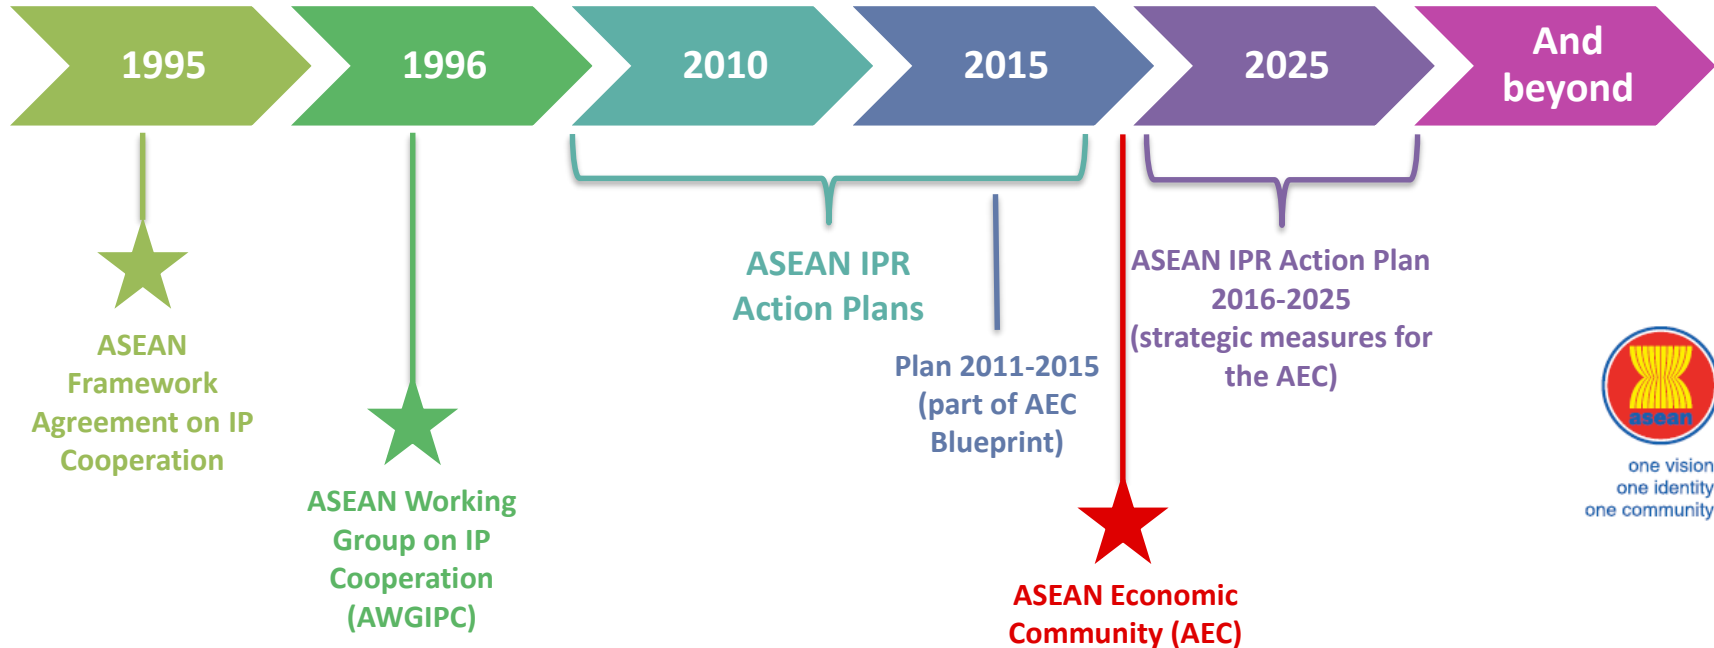 1995
1996
2010
2015
2025
And
beyond
ASEAN
Framework
Agreement on IP
Cooperation
ASEAN Working
Group on IP
Cooperation
(AWGIPC)
ASEAN IPR
Action Plans
Plan 2011-2015
(part of AEC
Blueprint)
ASEAN Economic
Community (AEC)
ASEAN IPR Action Plan
2016-2025
(strategic measures for
the AEC)
asean
one vision
one identity
one community